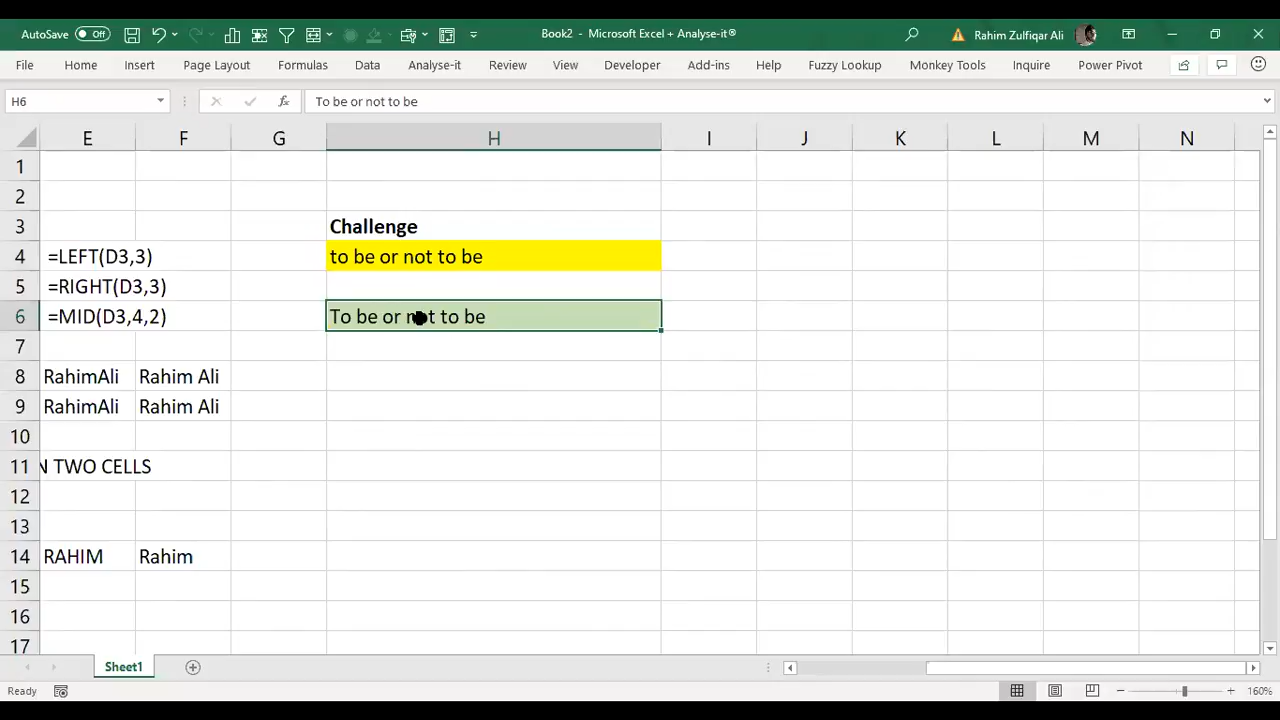 AutoSave Off Book2 - Microsoft Excel + Analyse-it® Rahim Zulfiqar Ali
File Home Insert Page Layout Formulas Data Analyse-it Review View Developer Add-ins Help Fuzzy Lookup Monkey Tools Inquire Power Pivot
H6 fx To be or not to be
E F G H I J K L M N
1
2
3 Challenge
4 =LEFT(D3,3) to be or not to be
5 =RIGHT(D3,3)
6 =MID(D3,4,2) To be or not to be
7
8 RahimAli Rahim Ali
9 RahimAli Rahim Ali
10
11 N TWO CELLS
12
13
14 RAHIM Rahim
15
16
17
Sheet1
Ready 160%